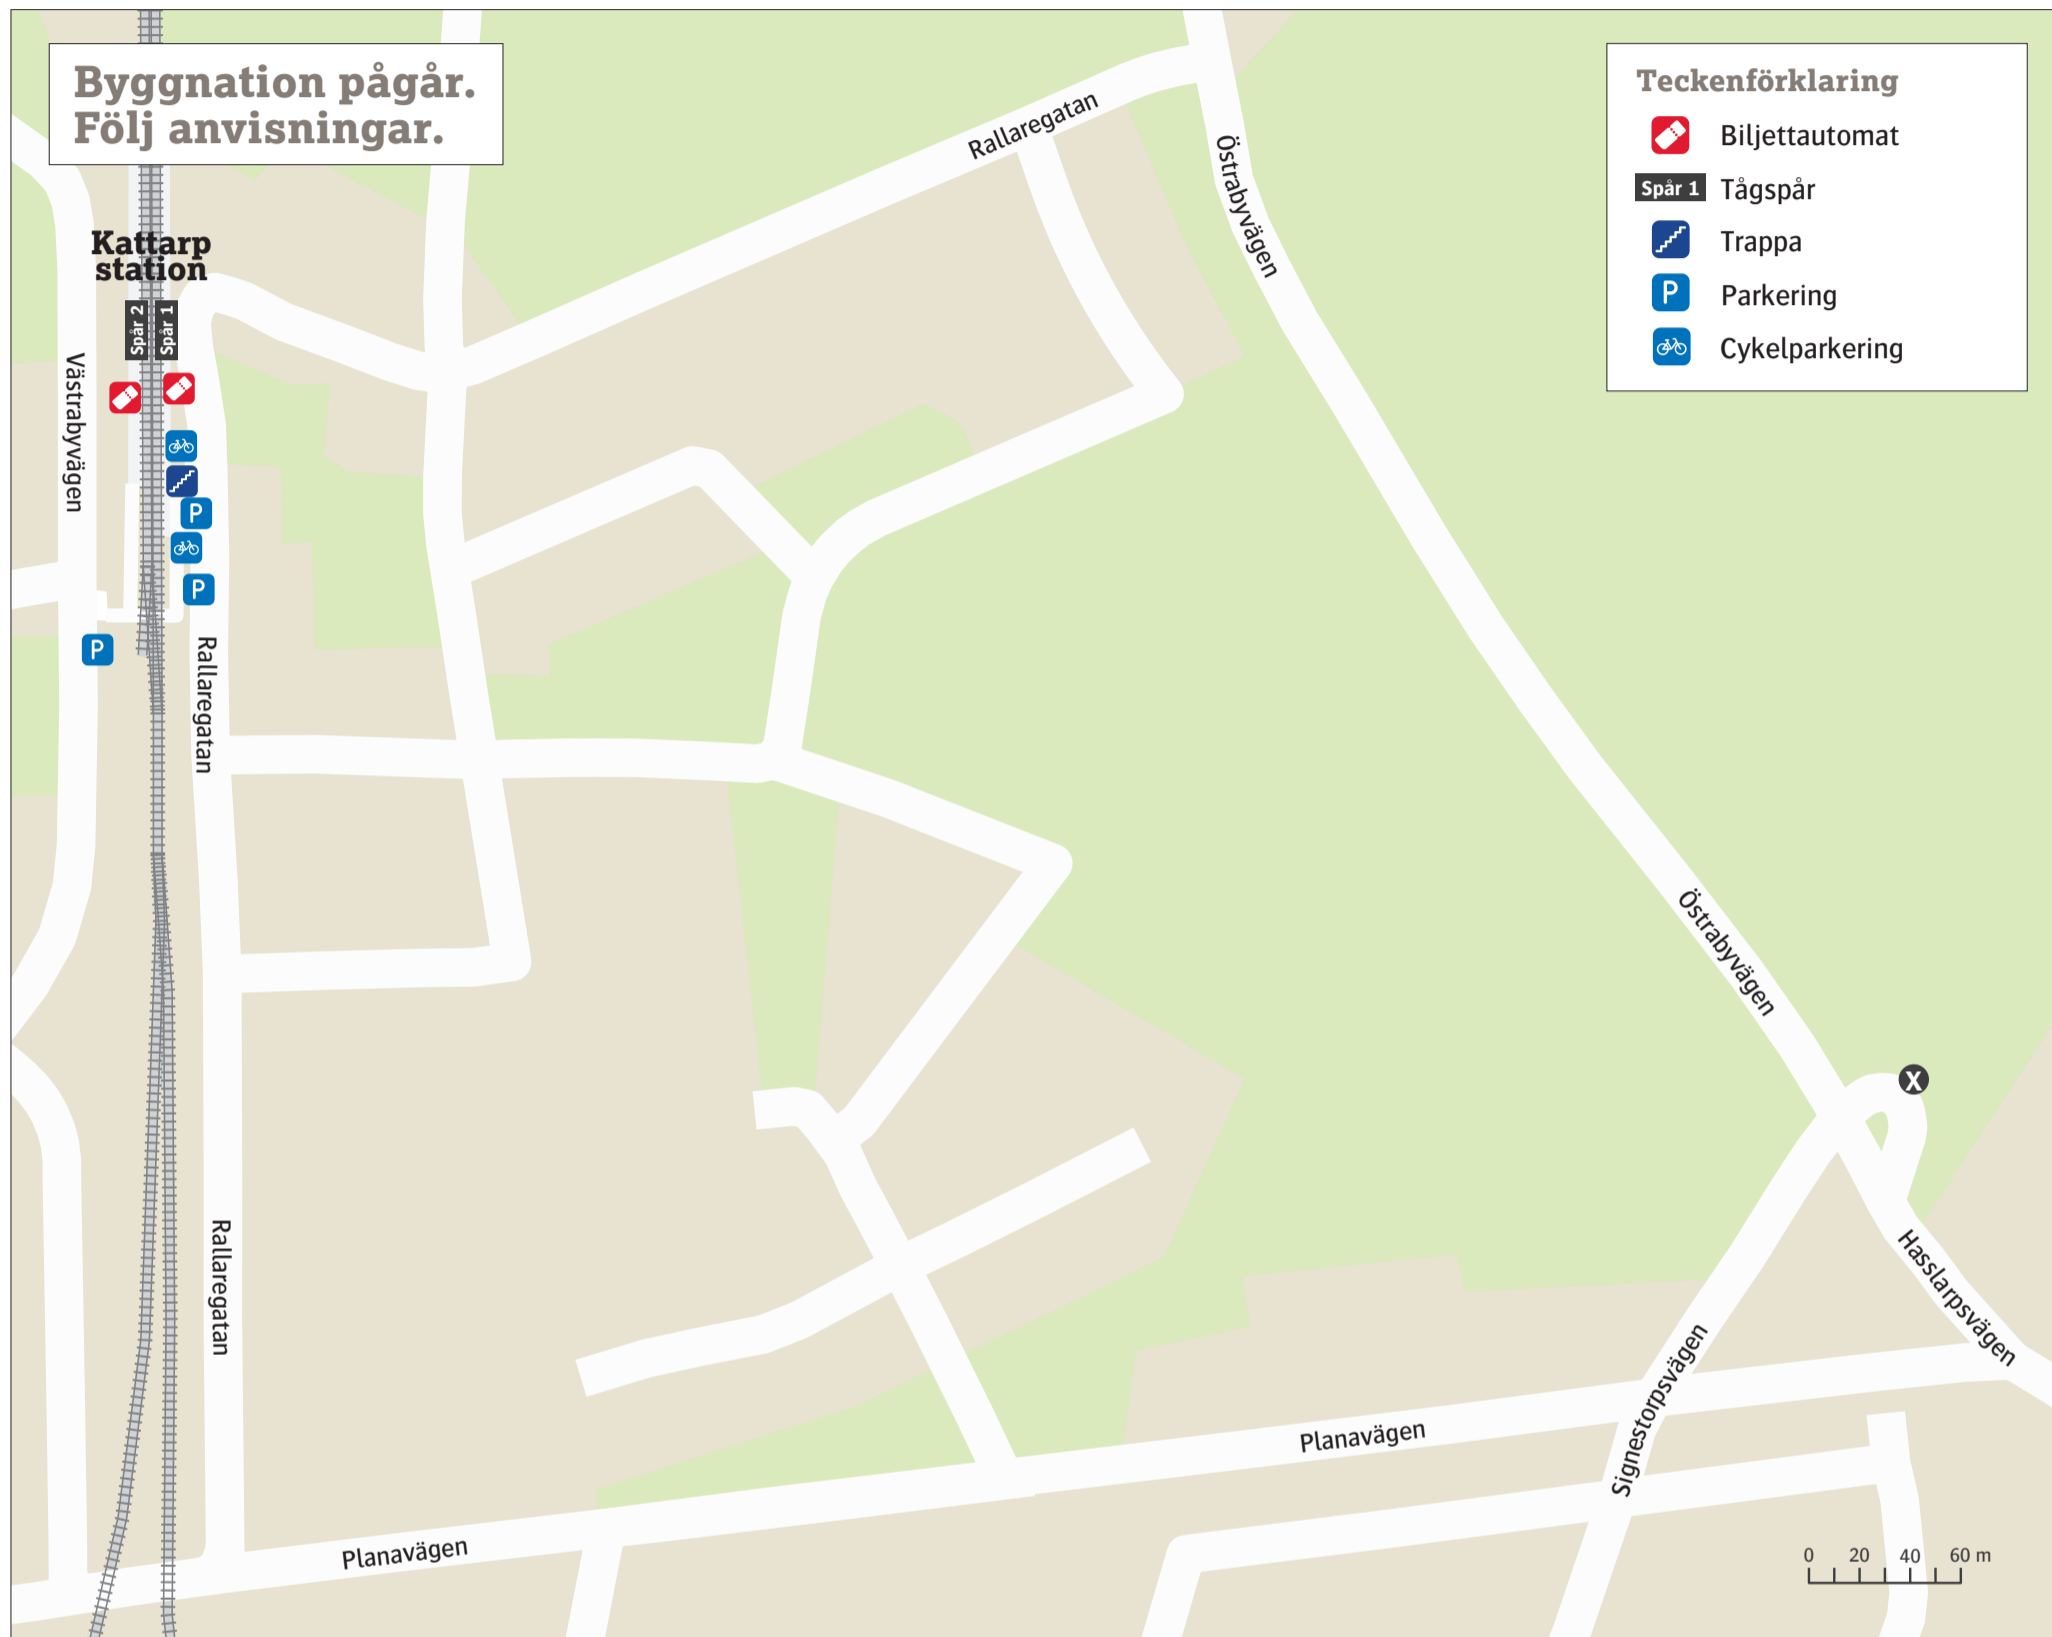 Byggnation pågår.
Följ anvisningar.
Teckenförklaring
Biljettautomat
Spår 1 Tågspår
Trappa
P Parkering
Cykelparkering
Rallaregatan
Östrabyvägen
Kattarp
station
Spår 2
Spår 1
Västrabyvägen
P
P
P
Rallaregatan
Östrabyvägen
X
Rallaregatan
Hasslarpsvägen
Signestorpsvägen
Planavägen
Planavägen
0 20 40 60 m